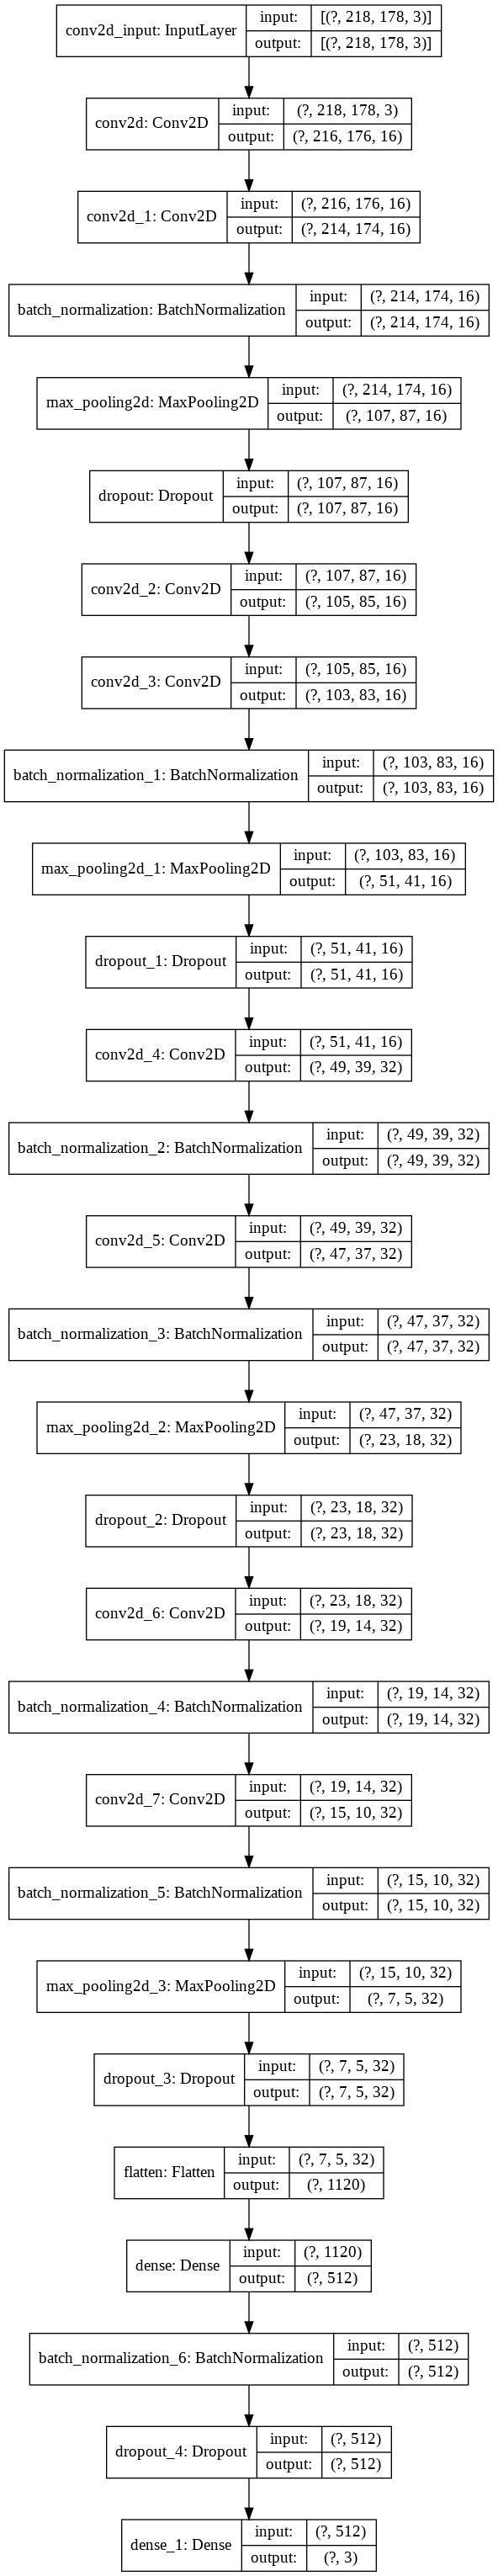 conv2d_input: InputLayer
input: [(?, 218, 178, 3)]
output: [(?, 218, 178, 3)]
conv2d: Conv2D
input: (?, 218, 178, 3)
output: (?, 216, 176, 16)
conv2d_1: Conv2D
input: (?, 216, 176, 16)
output: (?, 214, 174, 16)
batch_normalization: BatchNormalization
input: (?, 214, 174, 16)
output: (?, 214, 174, 16)
max_pooling2d: MaxPooling2D
input: (?, 214, 174, 16)
output: (?, 107, 87, 16)
dropout: Dropout
input: (?, 107, 87, 16)
output: (?, 107, 87, 16)
conv2d_2: Conv2D
input: (?, 107, 87, 16)
output: (?, 105, 85, 16)
conv2d_3: Conv2D
input: (?, 105, 85, 16)
output: (?, 103, 83, 16)
batch_normalization_1: BatchNormalization
input: (?, 103, 83, 16)
output: (?, 103, 83, 16)
max_pooling2d_1: MaxPooling2D
input: (?, 103, 83, 16)
output: (?, 51, 41, 16)
dropout_1: Dropout
input: (?, 51, 41, 16)
output: (?, 51, 41, 16)
conv2d_4: Conv2D
input: (?, 51, 41, 16)
output: (?, 49, 39, 32)
batch_normalization_2: BatchNormalization
input: (?, 49, 39, 32)
output: (?, 49, 39, 32)
conv2d_5: Conv2D
input: (?, 49, 39, 32)
output: (?, 47, 37, 32)
batch_normalization_3: BatchNormalization
input: (?, 47, 37, 32)
output: (?, 47, 37, 32)
max_pooling2d_2: MaxPooling2D
input: (?, 47, 37, 32)
output: (?, 23, 18, 32)
dropout_2: Dropout
input: (?, 23, 18, 32)
output: (?, 23, 18, 32)
conv2d_6: Conv2D
input: (?, 23, 18, 32)
output: (?, 19, 14, 32)
batch_normalization_4: BatchNormalization
input: (?, 19, 14, 32)
output: (?, 19, 14, 32)
conv2d_7: Conv2D
input: (?, 19, 14, 32)
output: (?, 15, 10, 32)
batch_normalization_5: BatchNormalization
input: (?, 15, 10, 32)
output: (?, 15, 10, 32)
max_pooling2d_3: MaxPooling2D
input: (?, 15, 10, 32)
output: (?, 7, 5, 32)
dropout_3: Dropout
input: (?, 7, 5, 32)
output: (?, 7, 5, 32)
flatten: Flatten
input: (?, 7, 5, 32)
output: (?, 1120)
dense: Dense
input: (?, 1120)
output: (?, 512)
batch_normalization_6: BatchNormalization
input: (?, 512)
output: (?, 512)
dropout_4: Dropout
input: (?, 512)
output: (?, 512)
dense_1: Dense
input: (?, 512)
output: (?, 3)